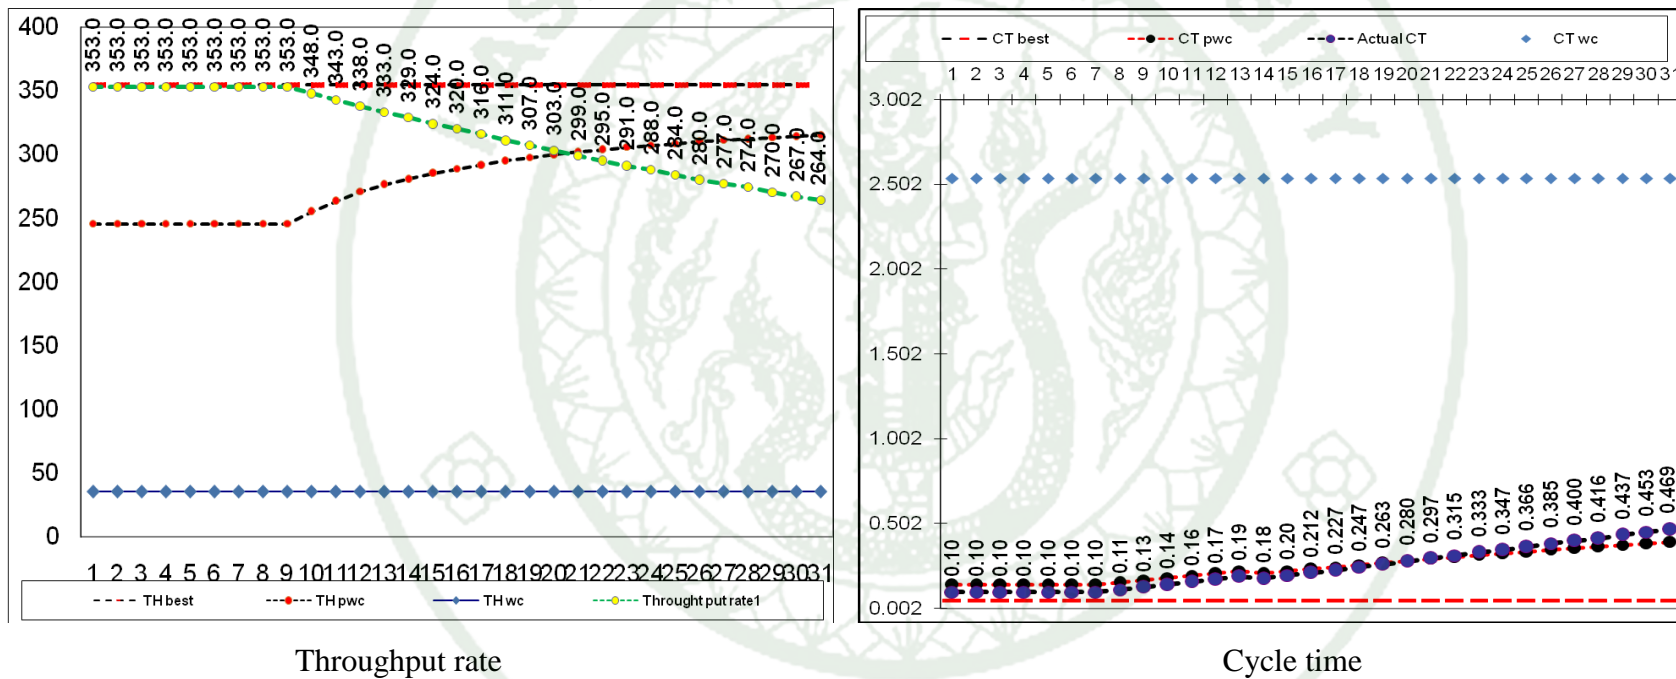 400
350
300
250
200
150
100
50
0
353.0 353.0 353.0 353.0 353.0 353.0 353.0 353.0 353.0 348.0 343.0 338.0 333.0 329.0 324.0 320.0 316.0 311.0 307.0 303.0 299.0 295.0 291.0 288.0 284.0 280.0 277.0 274.0 270.0 267.0 264.0
1 2 3 4 5 6 7 8 9 10 11 12 13 14 15 16 17 18 19 20 21 22 23 24 25 26 27 28 29 30 31
TH best TH pwc TH wc Throught put rate1
Throughput rate
CT best CT pwc Actual CT CT wc
1 2 3 4 5 6 7 8 9 10 11 12 13 14 15 16 17 18 19 20 21 22 23 24 25 26 27 28 29 30 31
3.002
2.502
2.002
1.502
1.002
0.502
0.002
0.10 0.10 0.10 0.10 0.10 0.10 0.10 0.11 0.13 0.14 0.16 0.17 0.19 0.18 0.20 0.212 0.227 0.247 0.263 0.280 0.297 0.315 0.333 0.347 0.366 0.385 0.400 0.416 0.437 0.453 0.469
Cycle time